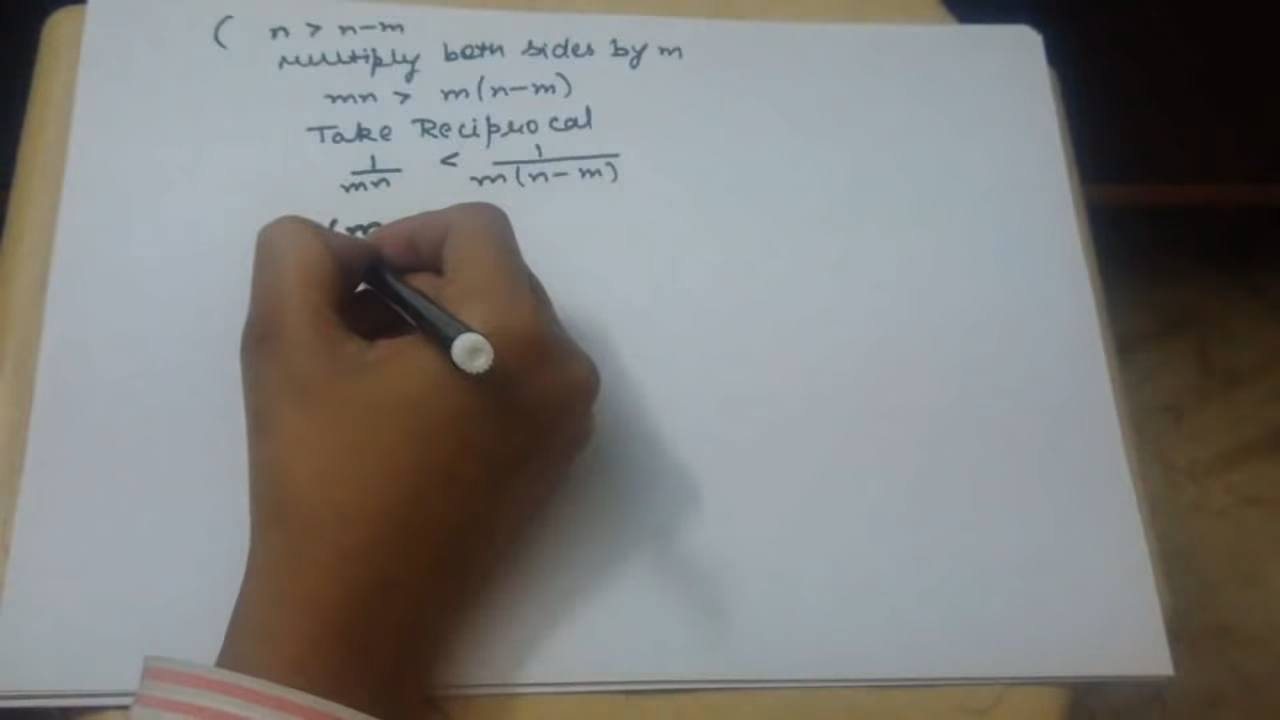 ( n > n-m
Multiply both sides by m
mn > m(n-m)
Take Reciprocal
1/mn < 1/m(n-m)
(m